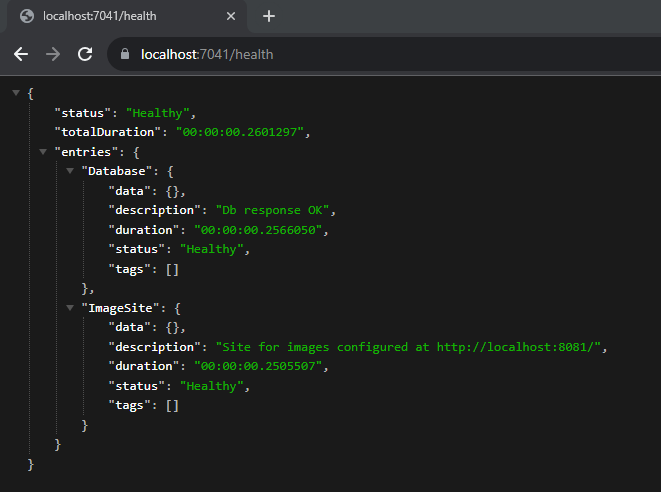 localhost:7041/health
localhost:7041/health
{
"status": "Healthy",
"totalDuration": "00:00:00.2601297",
"entries": {
"Database": {
"data": {},
"description": "Db response OK",
"duration": "00:00:00.2566050",
"status": "Healthy",
"tags": []
},
"ImageSite": {
"data": {},
"description": "Site for images configured at http://localhost:8081/",
"duration": "00:00:00.2505507",
"status": "Healthy",
"tags": []
}
}
}